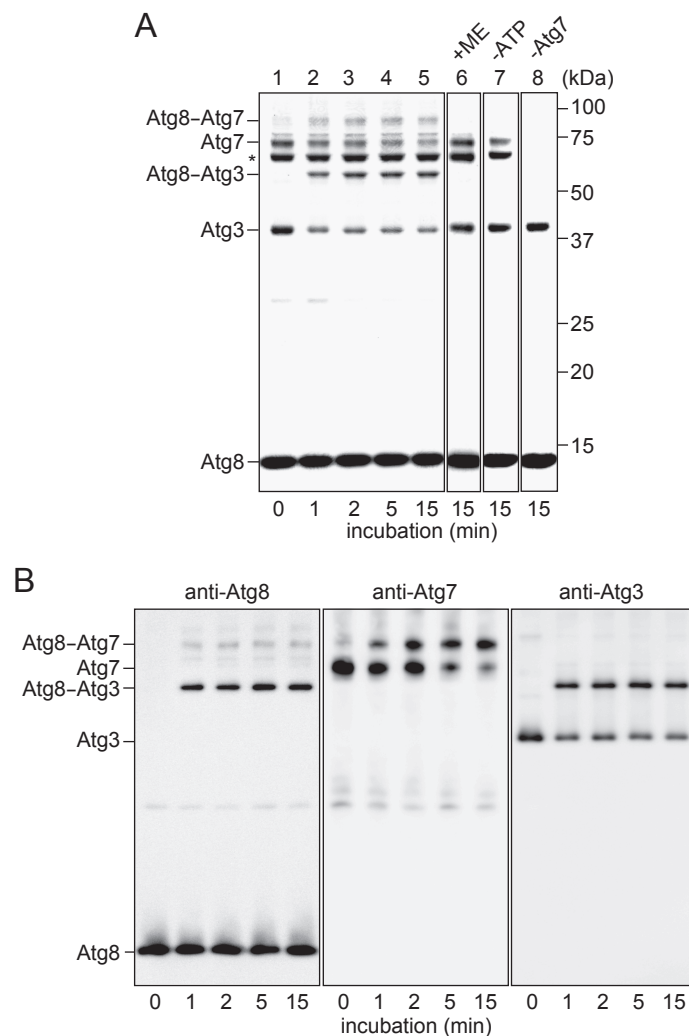 A
+ME
-ATP
-Atg7
1 2 3 4 5 6 7 8 (kDa)
Atg8–Atg7
100
Atg7
75
*
Atg8–Atg3
50
Atg3
37
25
20
15
Atg8
0 1 2 5 15 15 15 15
incubation (min)
B
anti-Atg8 anti-Atg7 anti-Atg3
Atg8–Atg7
Atg7
Atg8–Atg3
Atg3
Atg8
0 1 2 5 15 0 1 2 5 15 0 1 2 5 15
incubation (min)